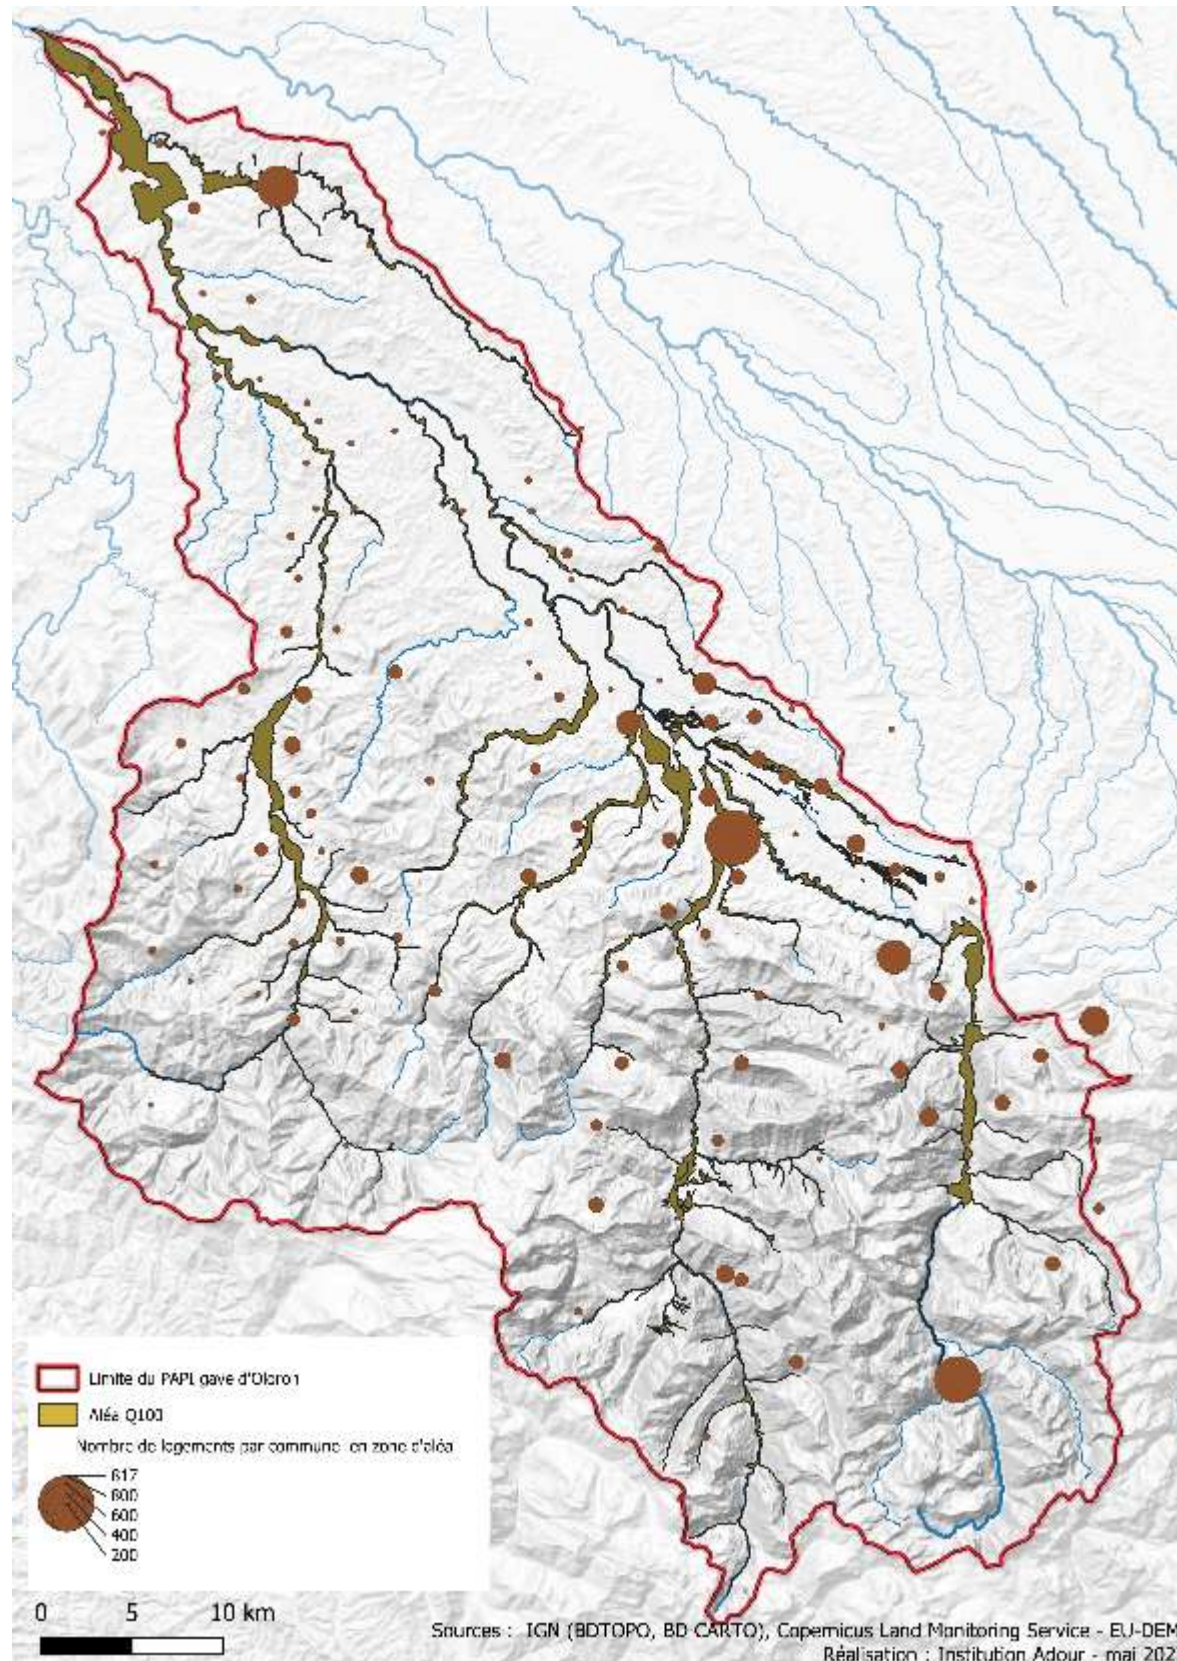 Limite du PAPI gave d'Oloron
Aléa Q100
Nombre de logements par commune en zone d'aléa
817
800
600
400
200
0 5 10 km
Sources : IGN (BDTOPO, BD CARTO), Copernicus Land Monitoring Service - EU-DEM
Réalisation : Institution Adour - mai 202